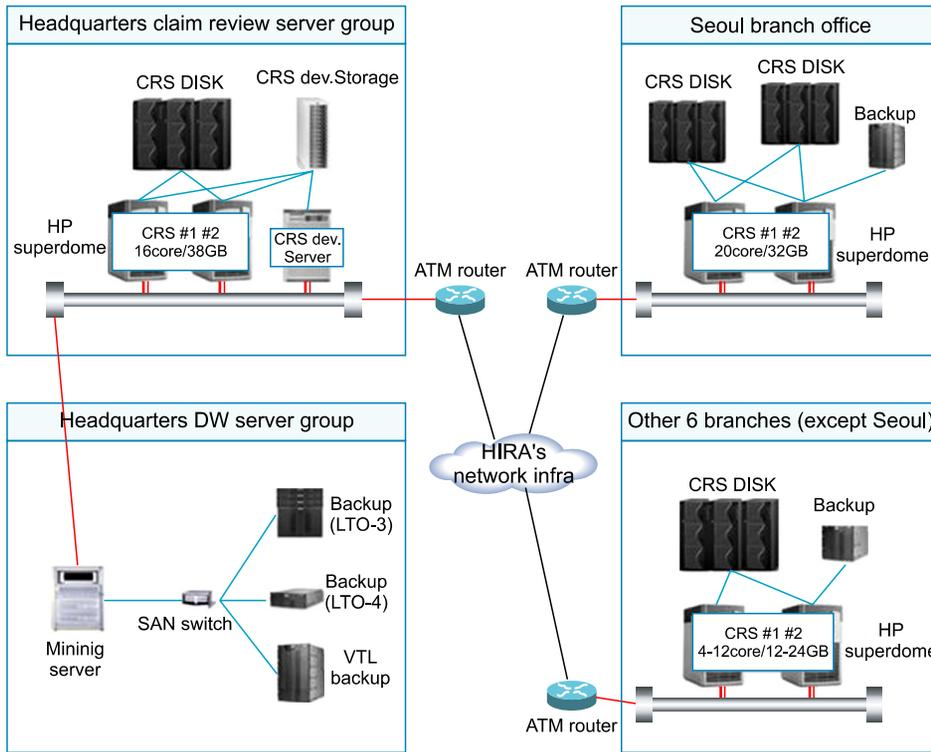 Headquarters claim review server group
CRS DISK
CRS dev.Storage
HP
superdome
CRS #1 #2
16core/38GB
CRS dev.
Server
ATM router
ATM router
Seoul branch office
CRS DISK
CRS DISK
Backup
CRS #1 #2
20core/32GB
HP
superdome
HIRA's
network infra
Headquarters DW server group
Backup
(LTO-3)
Backup
(LTO-4)
VTL
backup
SAN switch
Mininig
server
Other 6 branches (except Seoul)
CRS DISK
Backup
CRS #1 #2
4-12core/12-24GB
HP
superdome
ATM router